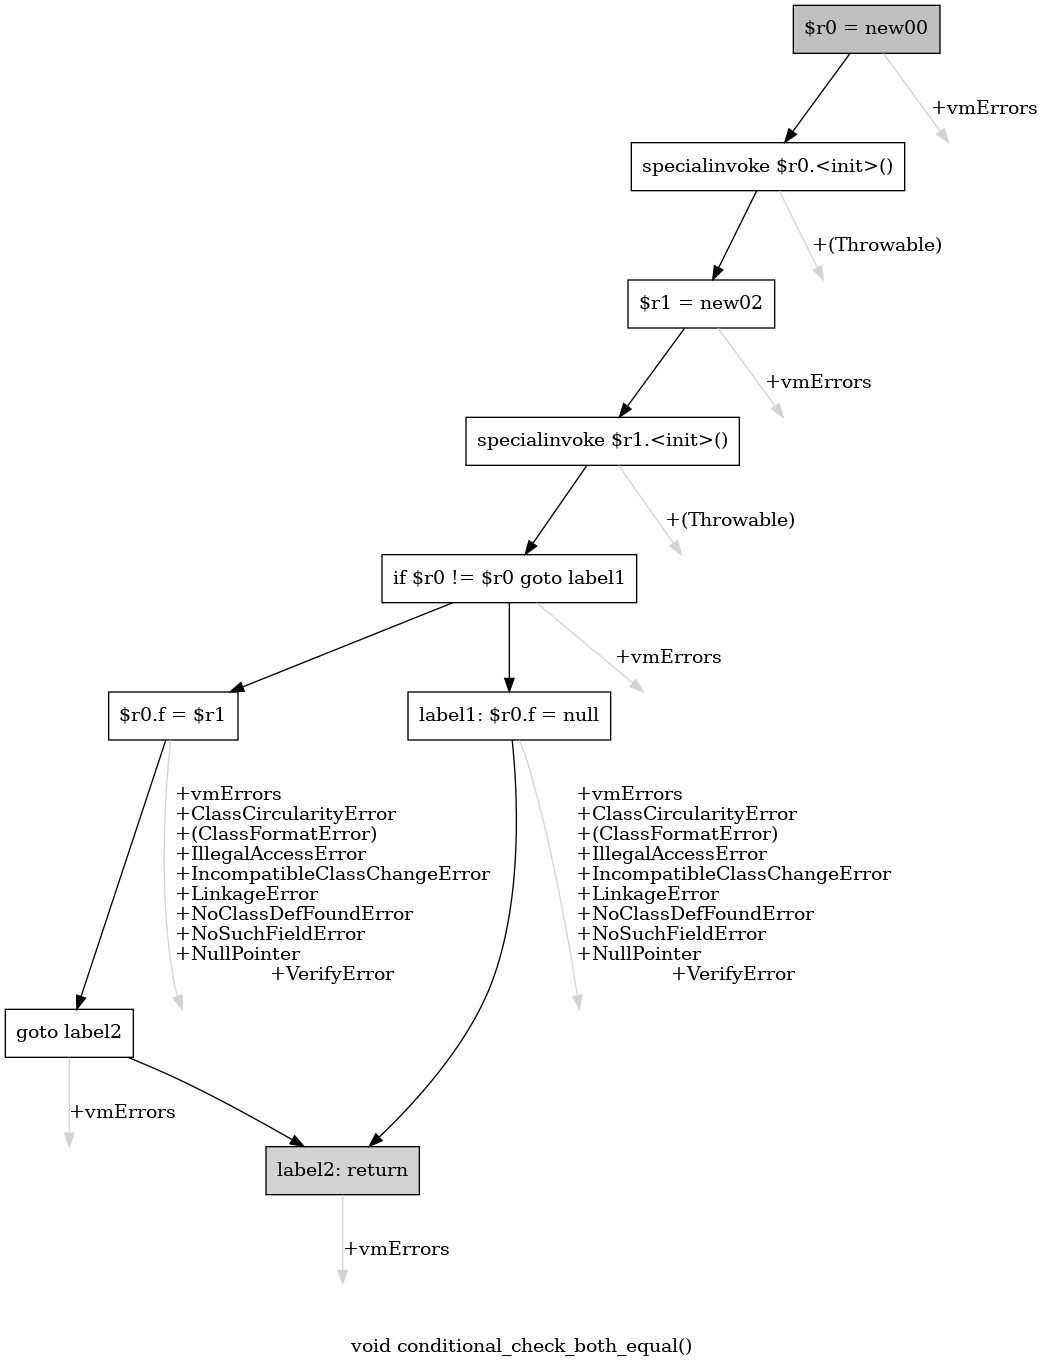 $r0 = new00
+vmErrors
specialinvoke $r0.<init>()
+(Throwable)
$r1 = new02
+vmErrors
specialinvoke $r1.<init>()
+(Throwable)
if $r0 != $r0 goto label1
+vmErrors
$r0.f = $r1
label1: $r0.f = null
+vmErrors
+ClassCircularityError
+(ClassFormatError)
+IllegalAccessError
+IncompatibleClassChangeError
+LinkageError
+NoClassDefFoundError
+NoSuchFieldError
+NullPointer
+VerifyError
+vmErrors
+ClassCircularityError
+(ClassFormatError)
+IllegalAccessError
+IncompatibleClassChangeError
+LinkageError
+NoClassDefFoundError
+NoSuchFieldError
+NullPointer
+VerifyError
goto label2
+vmErrors
label2: return
+vmErrors
void conditional_check_both_equal()